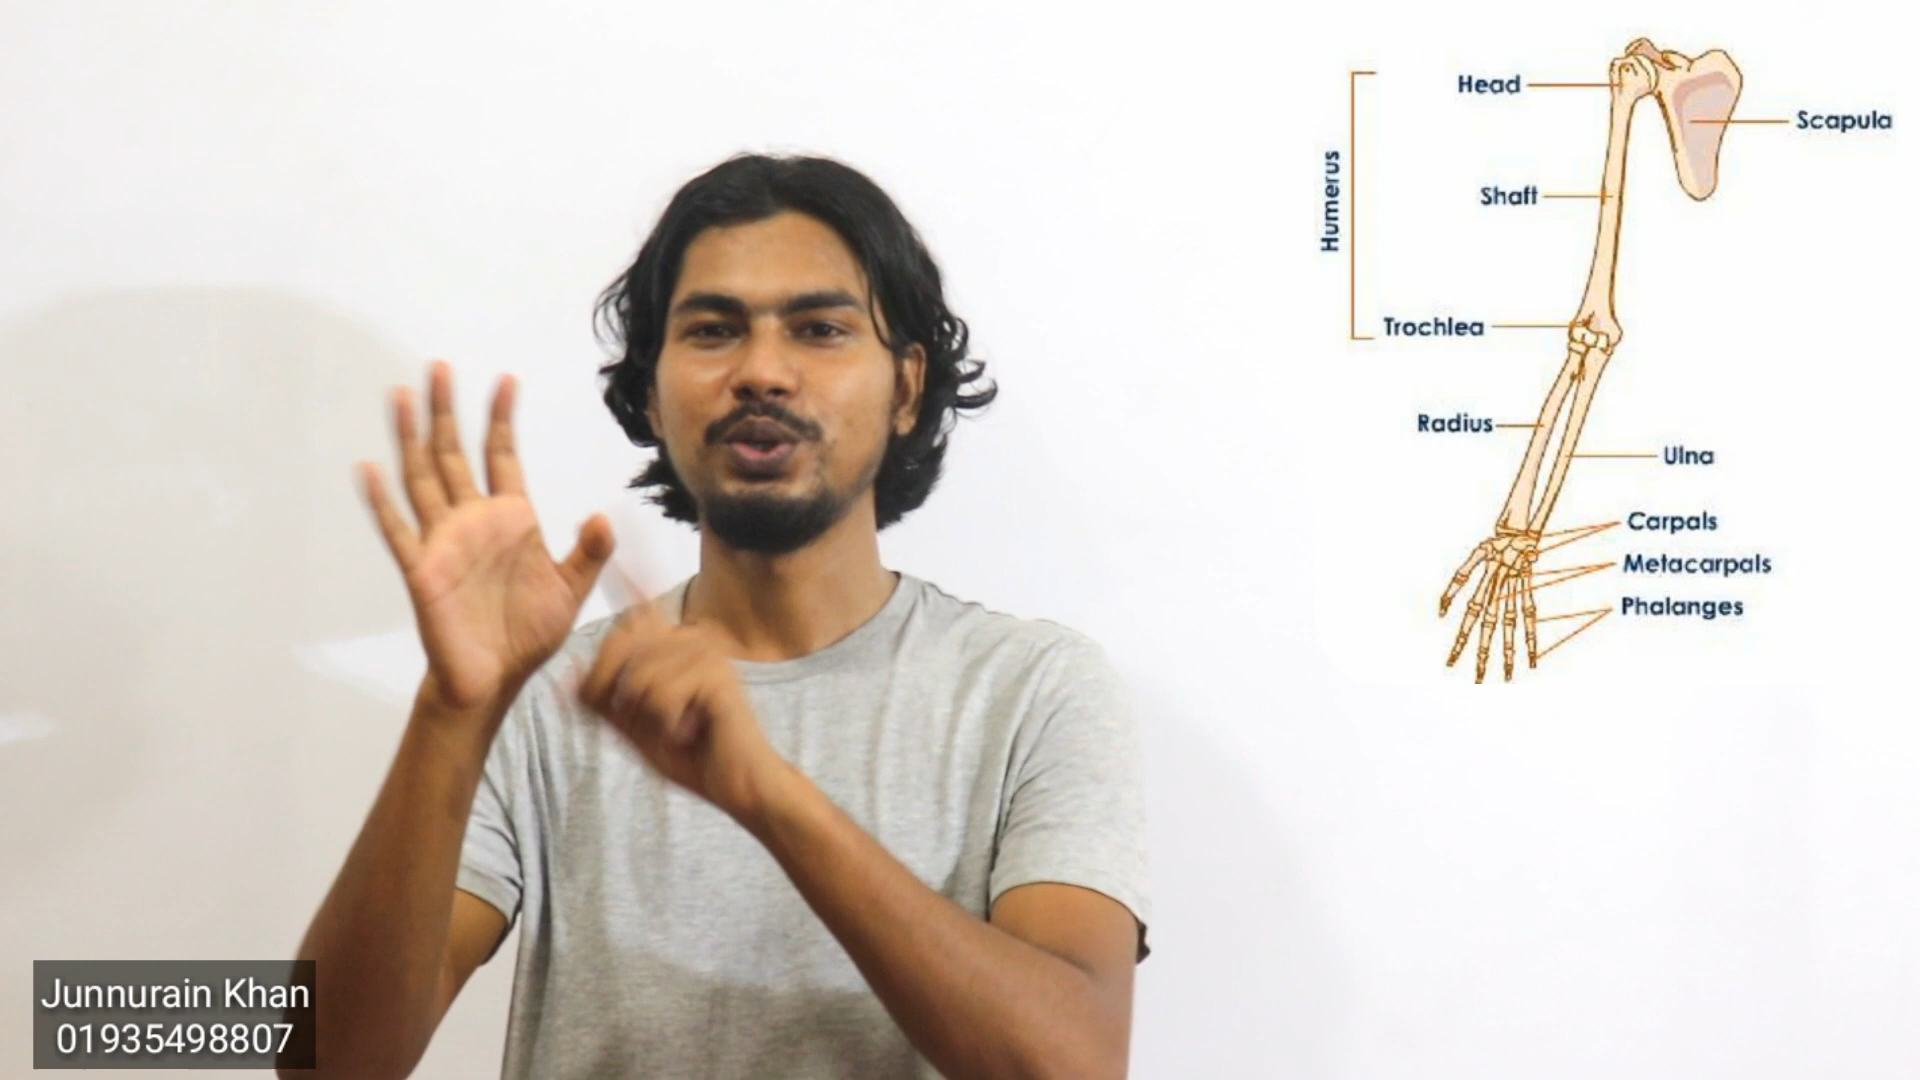 Head
Scapula
Humerus
Shaft
Trochlea
Radius
Ulna
Carpals
Metacarpals
Phalanges
Junnurain Khan
01935498807